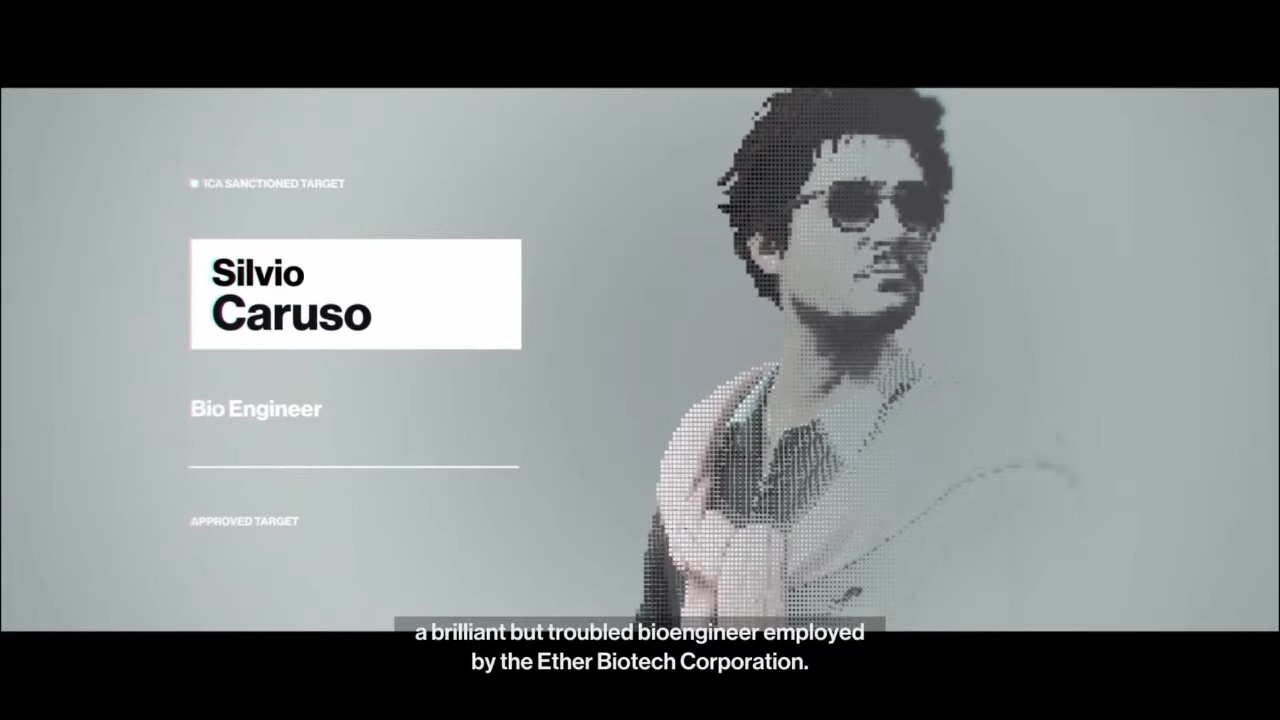 ICA SANCTIONED TARGET
Silvio
Caruso
Bio Engineer
APPROVED TARGET
a brilliant but troubled bioengineer employed
by the Ether Biotech Corporation.